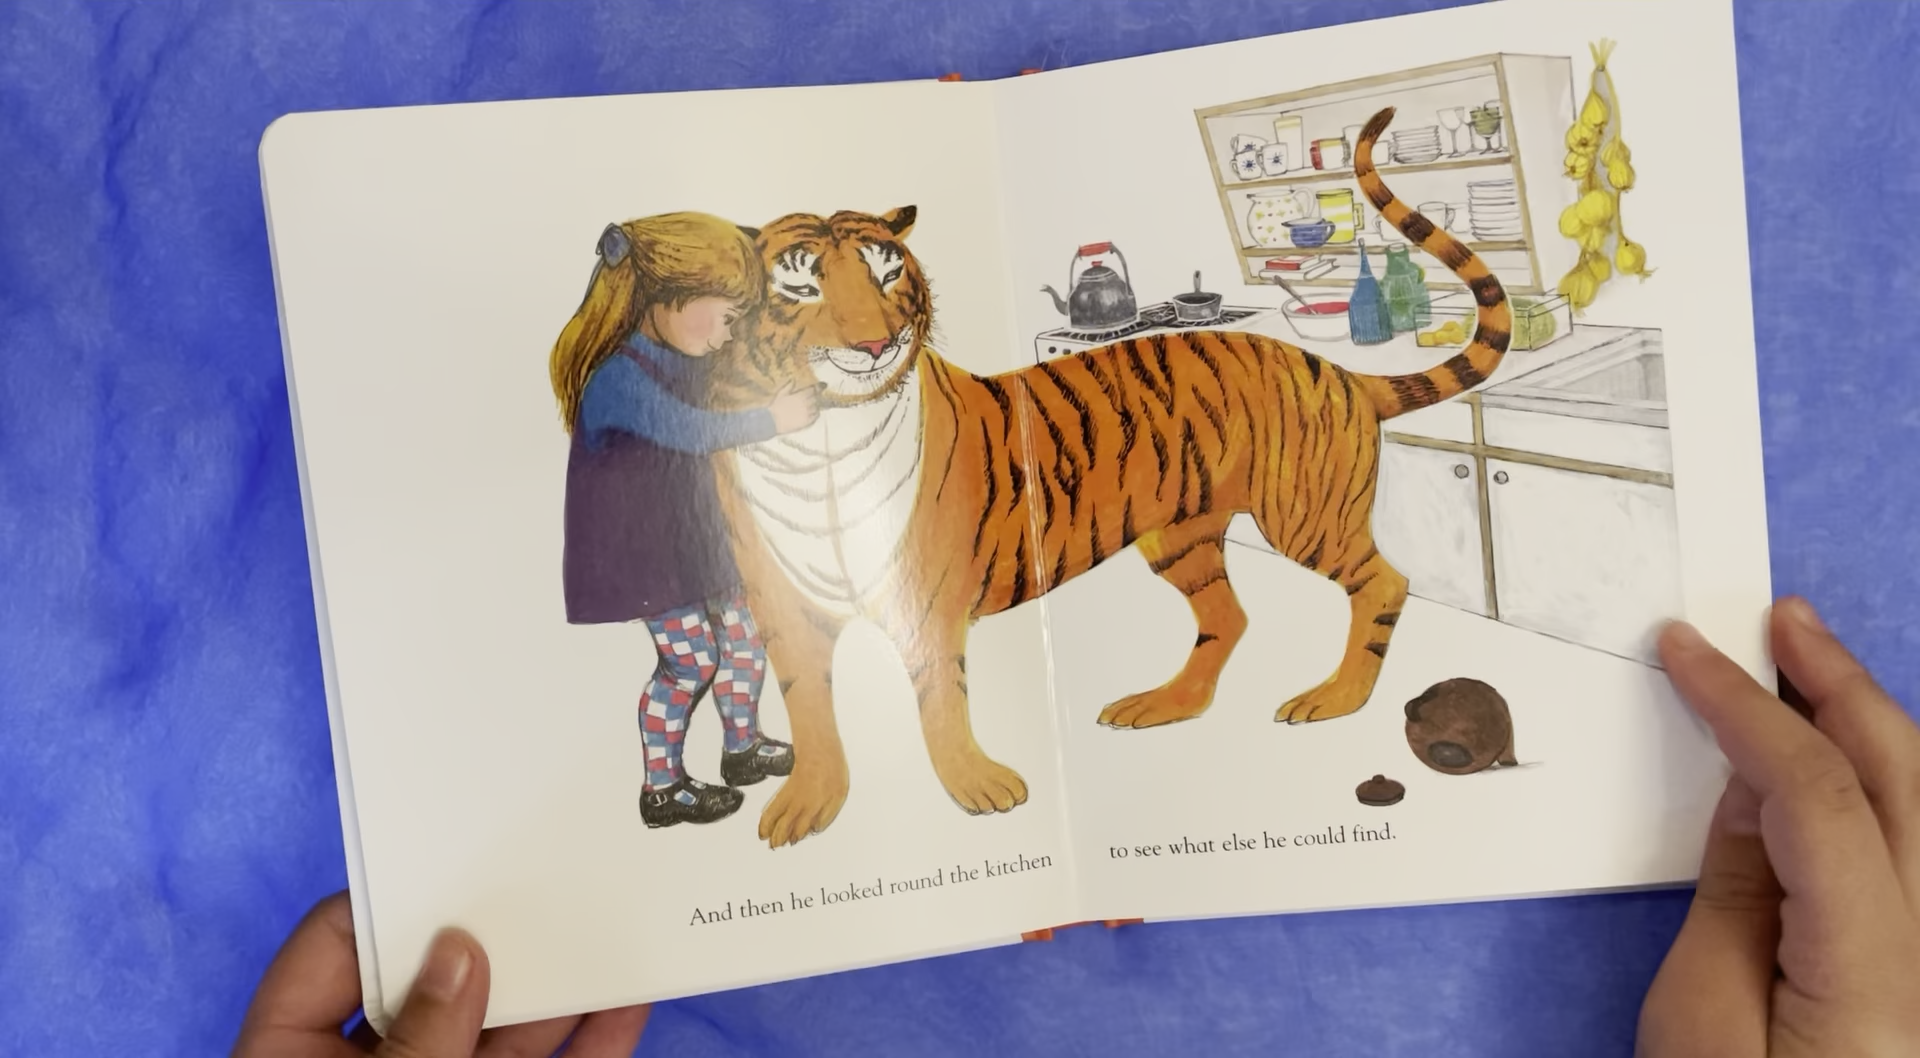 And then he looked round the kitchen
to see what else he could find.